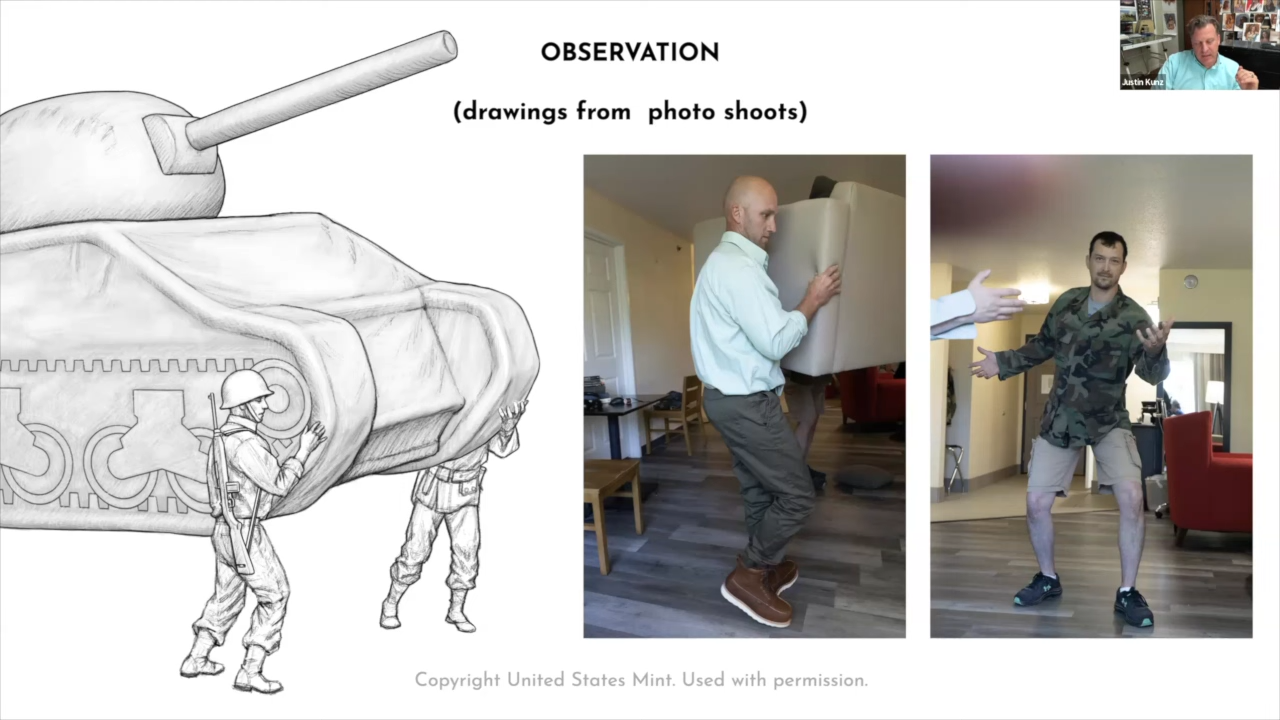 OBSERVATION
(drawings from photo shoots)
Justin Kunz
Copyright United States Mint. Used with permission.